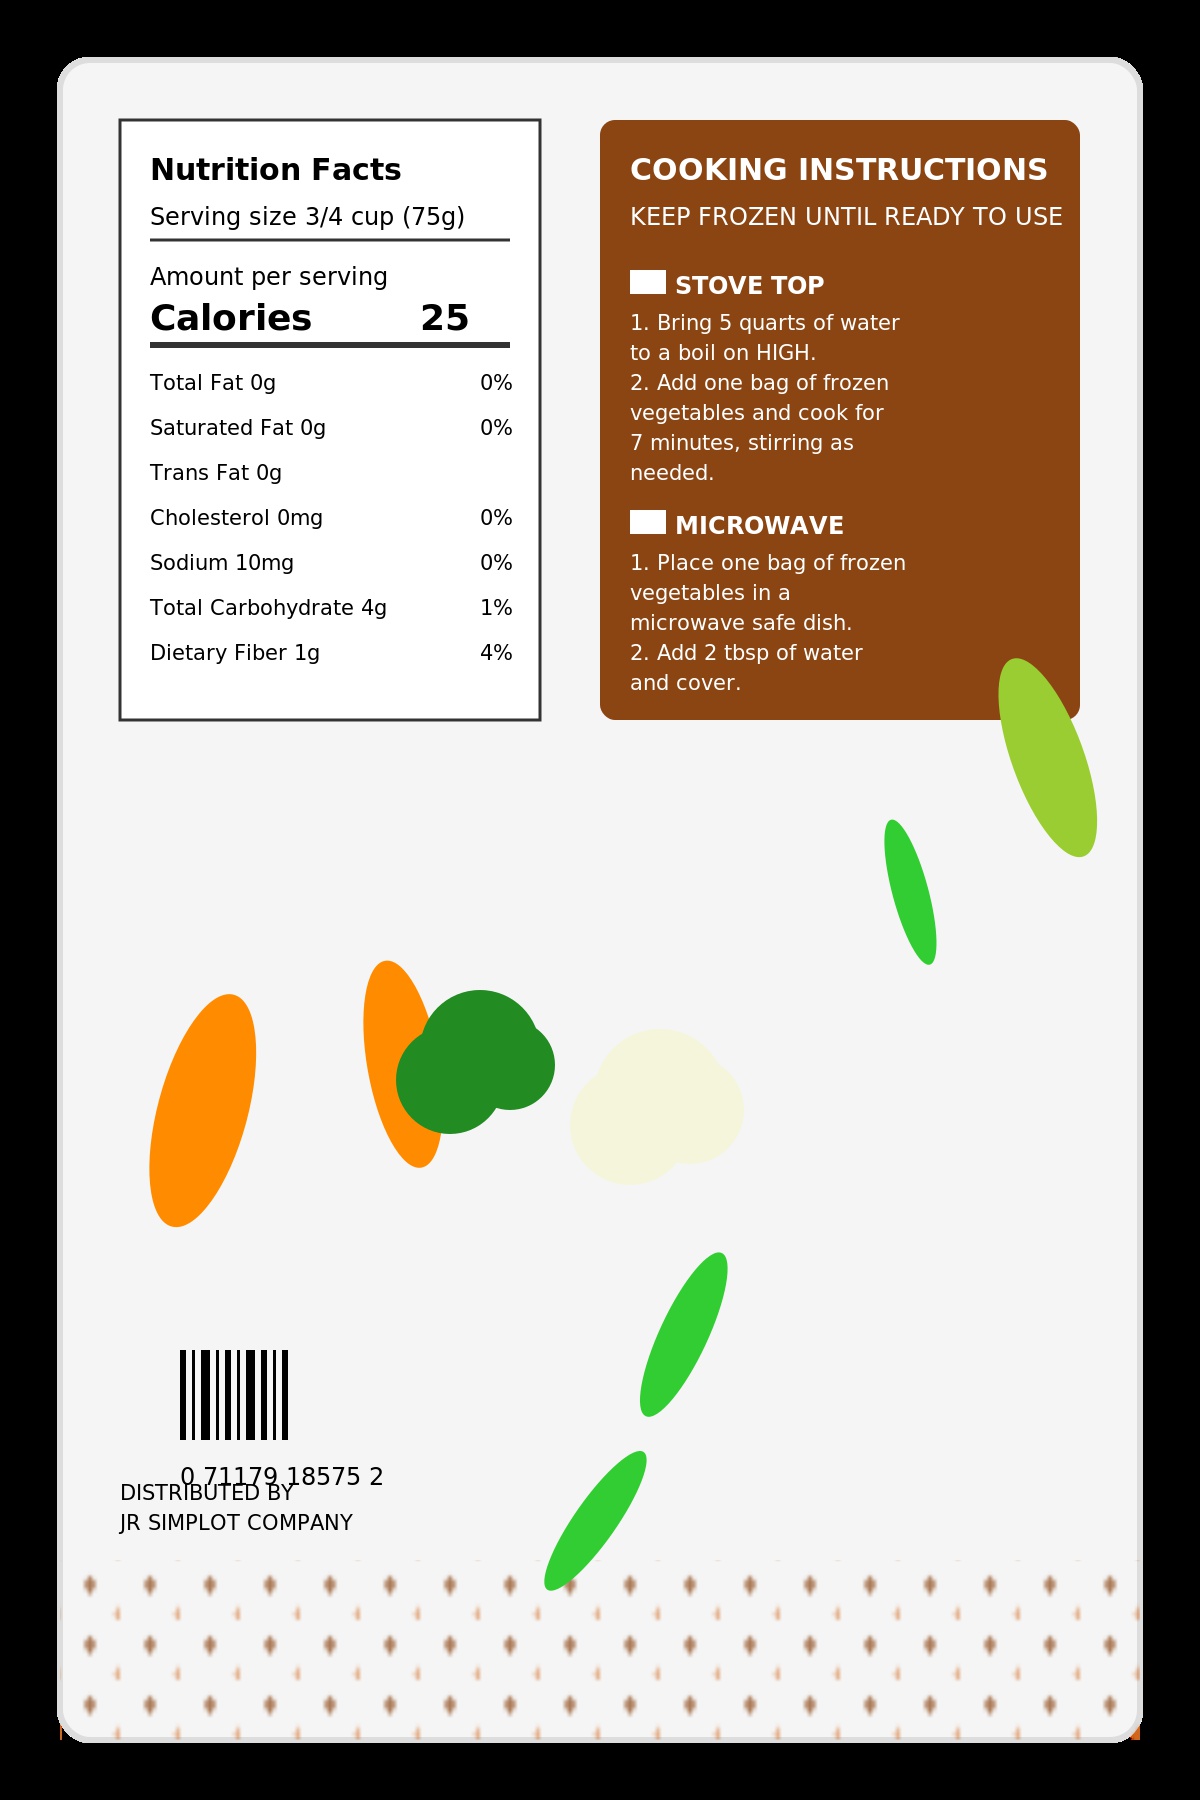 Nutrition Facts
Serving size 3/4 cup (75g)
Amount per serving
Calories 25
Total Fat 0g 0%
Saturated Fat 0g 0%
Trans Fat 0g
Cholesterol 0mg 0%
Sodium 10mg 0%
Total Carbohydrate 4g 1%
Dietary Fiber 1g 4%
COOKING INSTRUCTIONS
KEEP FROZEN UNTIL READY TO USE
STOVE TOP
1. Bring 5 quarts of water
to a boil on HIGH.
2. Add one bag of frozen
vegetables and cook for
7 minutes, stirring as
needed.
MICROWAVE
1. Place one bag of frozen
vegetables in a
microwave safe dish.
2. Add 2 tbsp of water
and cover.
0 71179 18575 2
DISTRIBUTED BY
JR SIMPLOT COMPANY